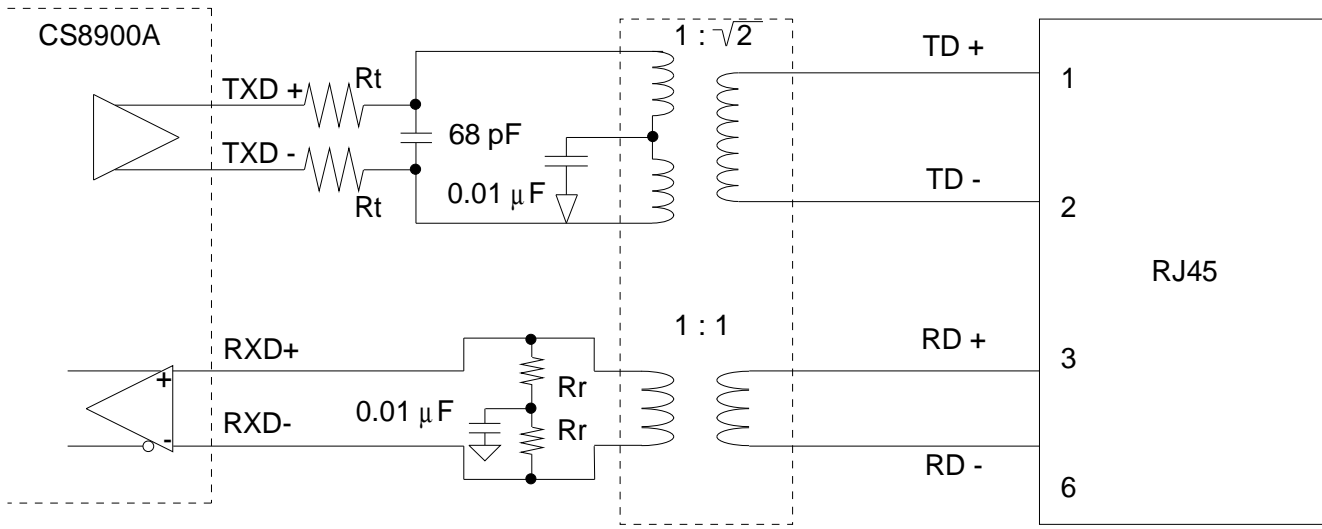 CS8900A
1 : √2
TXD +
Rt
68 pF
TXD -
Rt
0.01 μF
TD +
1
TD -
2
RJ45
1 : 1
RXD+
+
Rr
0.01 μF
RXD-
-
Rr
RD +
3
RD -
6